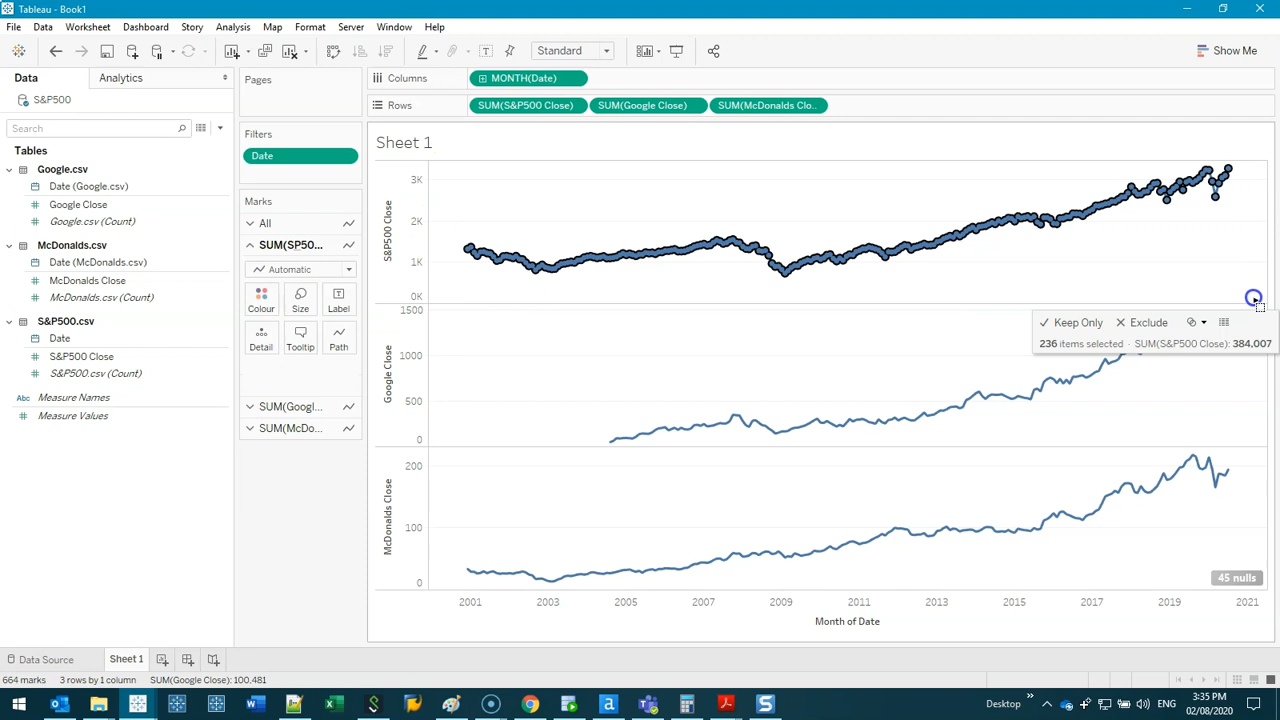 Tableau - Book1
File Data Worksheet Dashboard Story Analysis Map Format Server Window Help
Standard
Show Me
Data Analytics
S&P500
Search
Tables
Google.csv
Date (Google.csv)
Google Close
Google.csv (Count)
McDonalds.csv
Date (McDonalds.csv)
McDonalds Close
McDonalds.csv (Count)
S&P500.csv
Date
S&P500 Close
S&P500.csv (Count)
Abc Measure Names
Measure Values
Pages
Filters
Date
Marks
All
SUM(SP50...
Automatic
Colour Size Label
Detail Tooltip Path
SUM(Googl...
SUM(McDo...
Columns MONTH(Date)
Rows SUM(S&P500 Close) SUM(Google Close) SUM(McDonalds Clo..
Sheet 1
S&P500 Close
3K
2K
1K
0K
Keep Only Exclude
236 items selected · SUM(S&P500 Close): 384,007
Google Close
1500
1000
500
0
McDonalds Close
200
100
0
45 nulls
2001 2003 2005 2007 2009 2011 2013 2015 2017 2019 2021
Month of Date
Data Source Sheet 1
664 marks 3 rows by 1 column SUM(Google Close): 100.481
Desktop
ENG
3:35 PM
02/08/2020